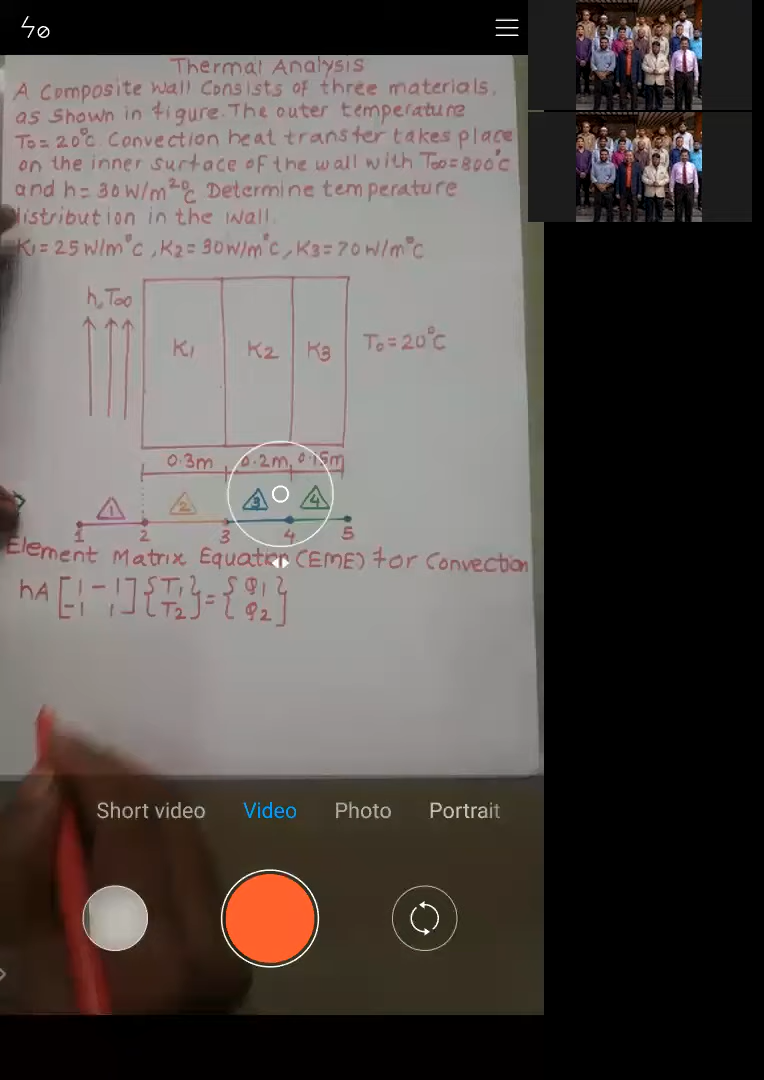 Thermal Analysis
A Composite wall consists of three materials,
as shown in figure. The outer temperature
To = 20°C. Convection heat transfer takes place
on the inner surface of the wall with T∞=800°C
and h= 30 W/m²°C Determine temperature
distribution in the wall.
K1= 25 W/m°C, K2= 30W/m°C, K3= 70W/m°C
h, T∞
K1 K2 K3 To = 20°C
0.3m 0.2m 0.15m
1 2 3 4
1 2 3 4 5
Element Matrix Equation (EME) for Convection
hA [1 -1] {T1} = {Q1}
[-1 1] {T2} {Q2}
Short video Video Photo Portrait